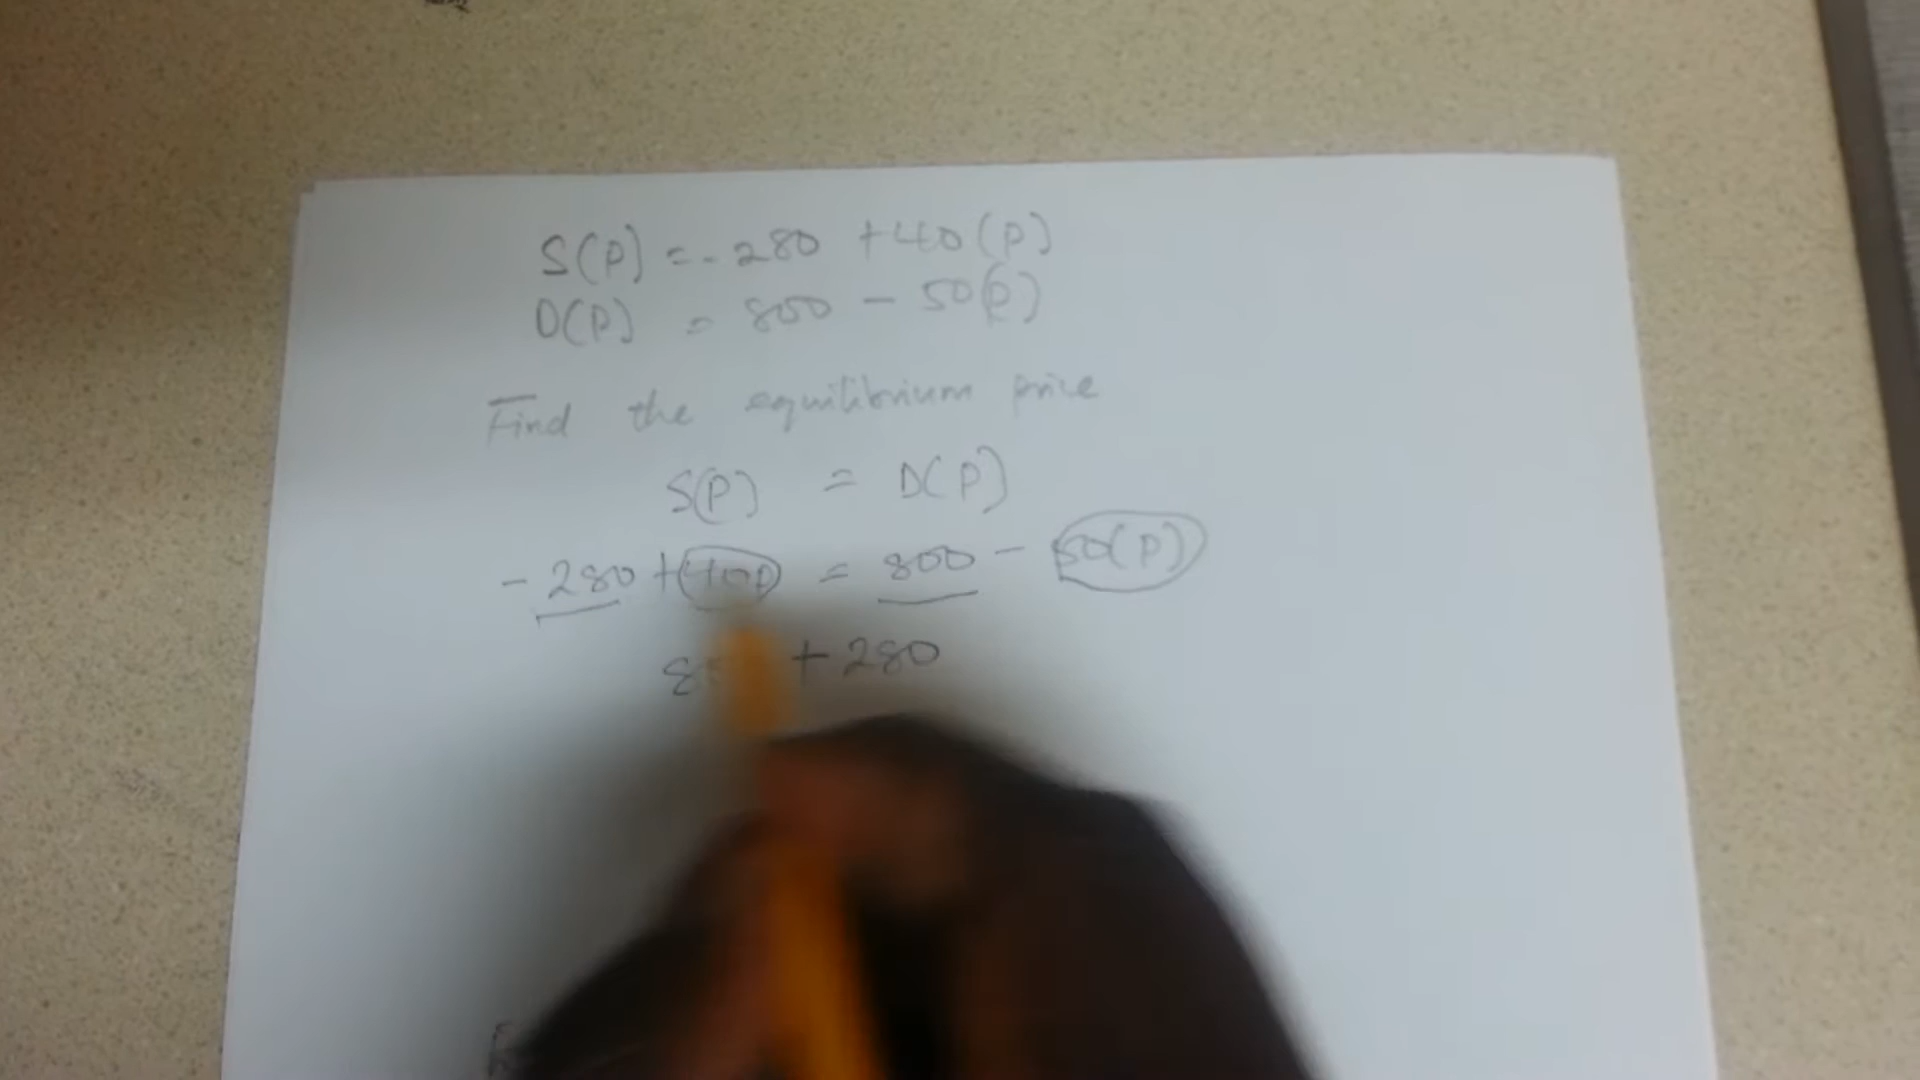 S(P) = - 280 + 40(P)
D(P) = 800 - 50(P)
Find the equilibrium price
S(P) = D(P)
- 280 + 40P = 800 - 50(P)
+ 280